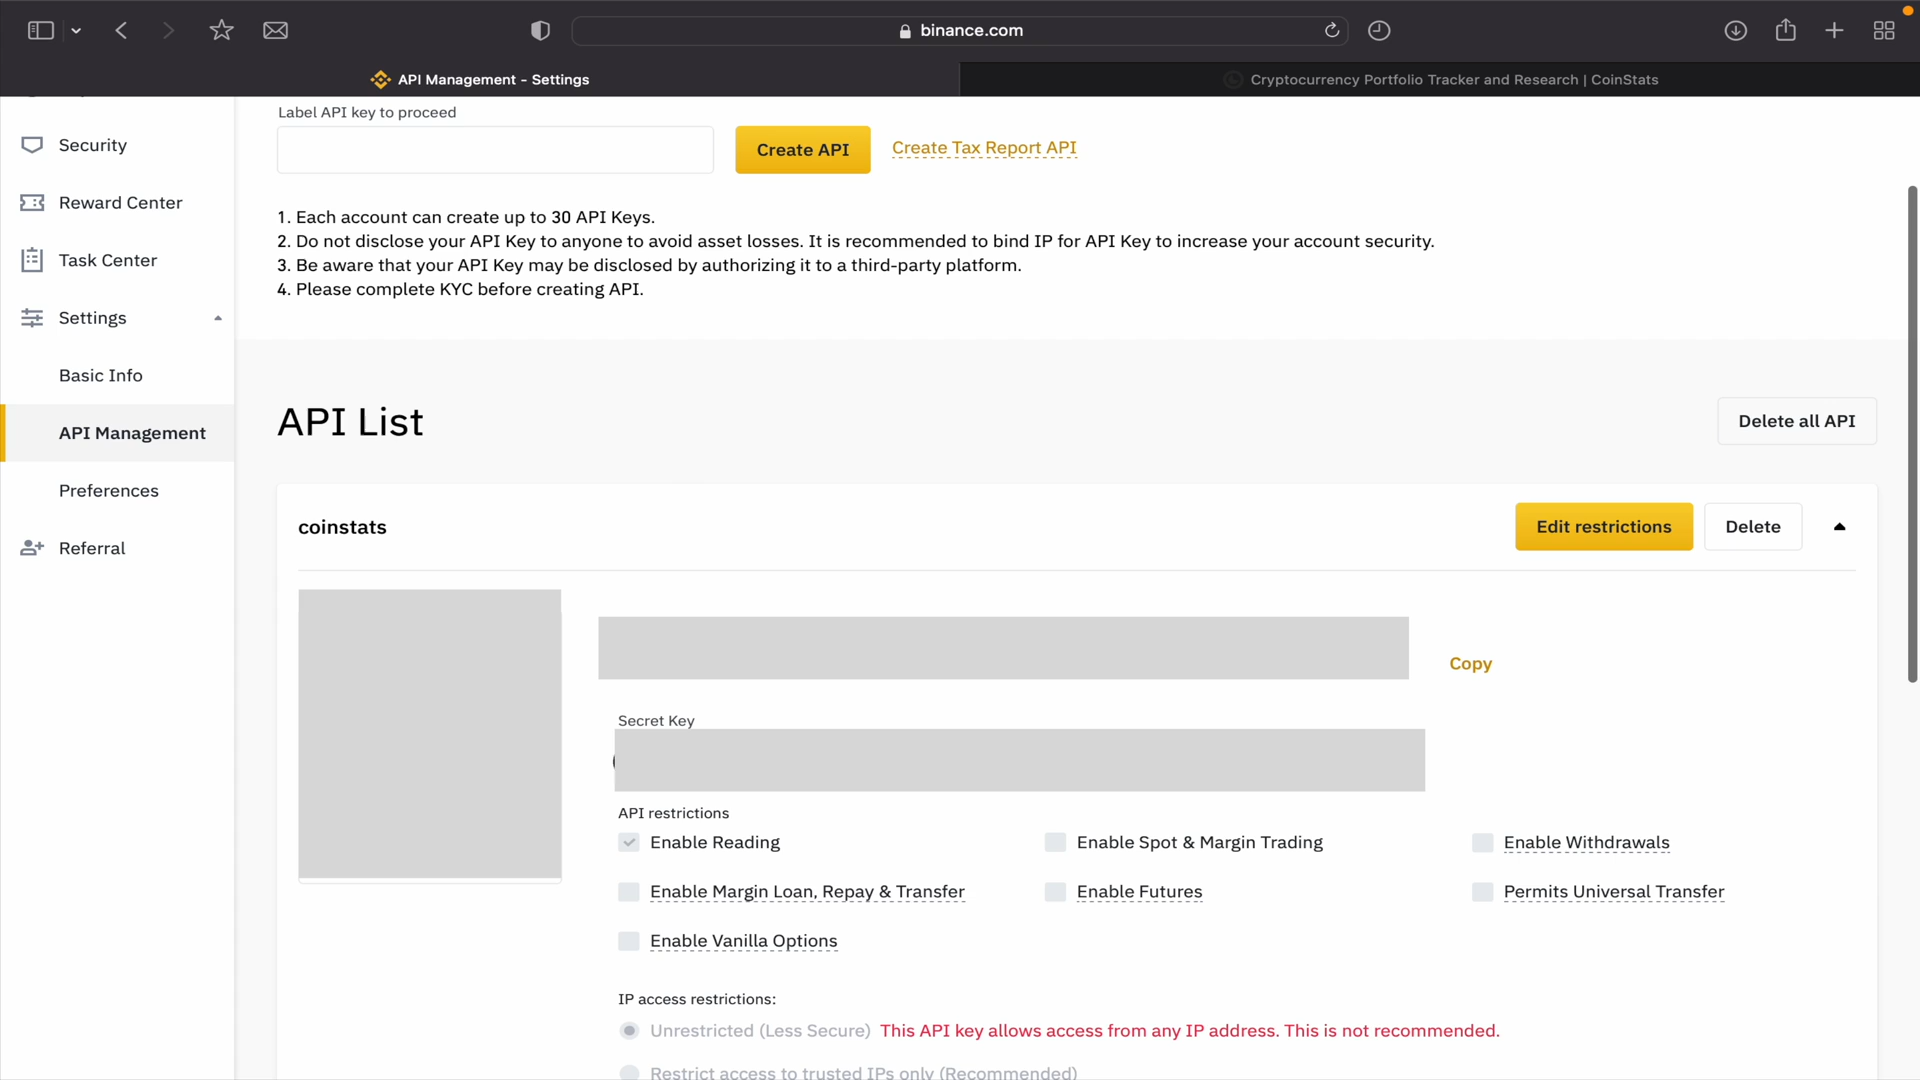 binance.com
API Management - Settings
Cryptocurrency Portfolio Tracker and Research | CoinStats
Label API key to proceed
Security
Create API
Create Tax Report API
Reward Center
1. Each account can create up to 30 API Keys.
2. Do not disclose your API Key to anyone to avoid asset losses. It is recommended to bind IP for API Key to increase your account security.
Task Center
3. Be aware that your API Key may be disclosed by authorizing it to a third-party platform.
4. Please complete KYC before creating API.
Settings
Basic Info
API List
Delete all API
API Management
Preferences
coinstats
Edit restrictions
Delete
Referral
Copy
Secret Key
API restrictions
Enable Reading
Enable Spot & Margin Trading
Enable Withdrawals
Enable Margin Loan, Repay & Transfer
Enable Futures
Permits Universal Transfer
Enable Vanilla Options
IP access restrictions:
Unrestricted (Less Secure) This API key allows access from any IP address. This is not recommended.
Restrict access to trusted IPs only (Recommended)